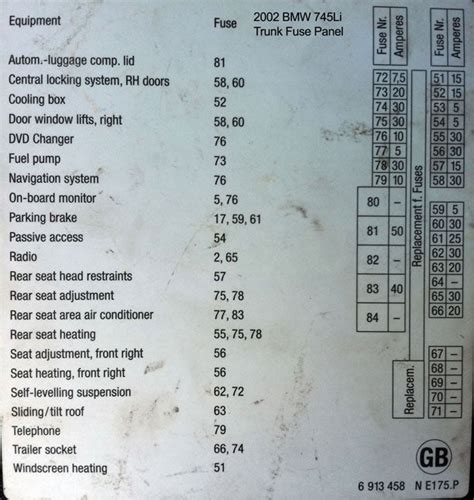 Equipment Fuse
2002 BMW 745Li
Trunk Fuse Panel
Autom.-luggage comp. lid 81
Central locking system, RH doors 58, 60
Cooling box 52
Door window lifts, right 58, 60
DVD Changer 76
Fuel pump 73
Navigation system 76
On-board monitor 5, 76
Parking brake 17, 59, 61
Passive access 54
Radio 2, 65
Rear seat head restraints 57
Rear seat adjustment 75, 78
Rear seat area air conditioner 77, 83
Rear seat heating 55, 75, 78
Seat adjustment, front right 56
Seat heating, front right 56
Self-levelling suspension 62, 72
Sliding/tilt roof 63
Telephone 79
Trailer socket 66, 74
Windscreen heating 51
Fuse Nr. Amperes
72 7,5
73 20
74 30
75 30
76 10
77 5
78 30
79 10
80 –
81 50
82 –
83 40
84 –
Replacement f. Fuses
Fuse Nr. Amperes
51 15
52 15
53 5
54 5
55 30
56 30
57 15
58 30
59 5
60 30
61 25
62 30
63 20
64 –
65 30
66 20
Replacem.
67 –
68 –
69 –
70 –
71 –
GB
6 913 458 N E175.P